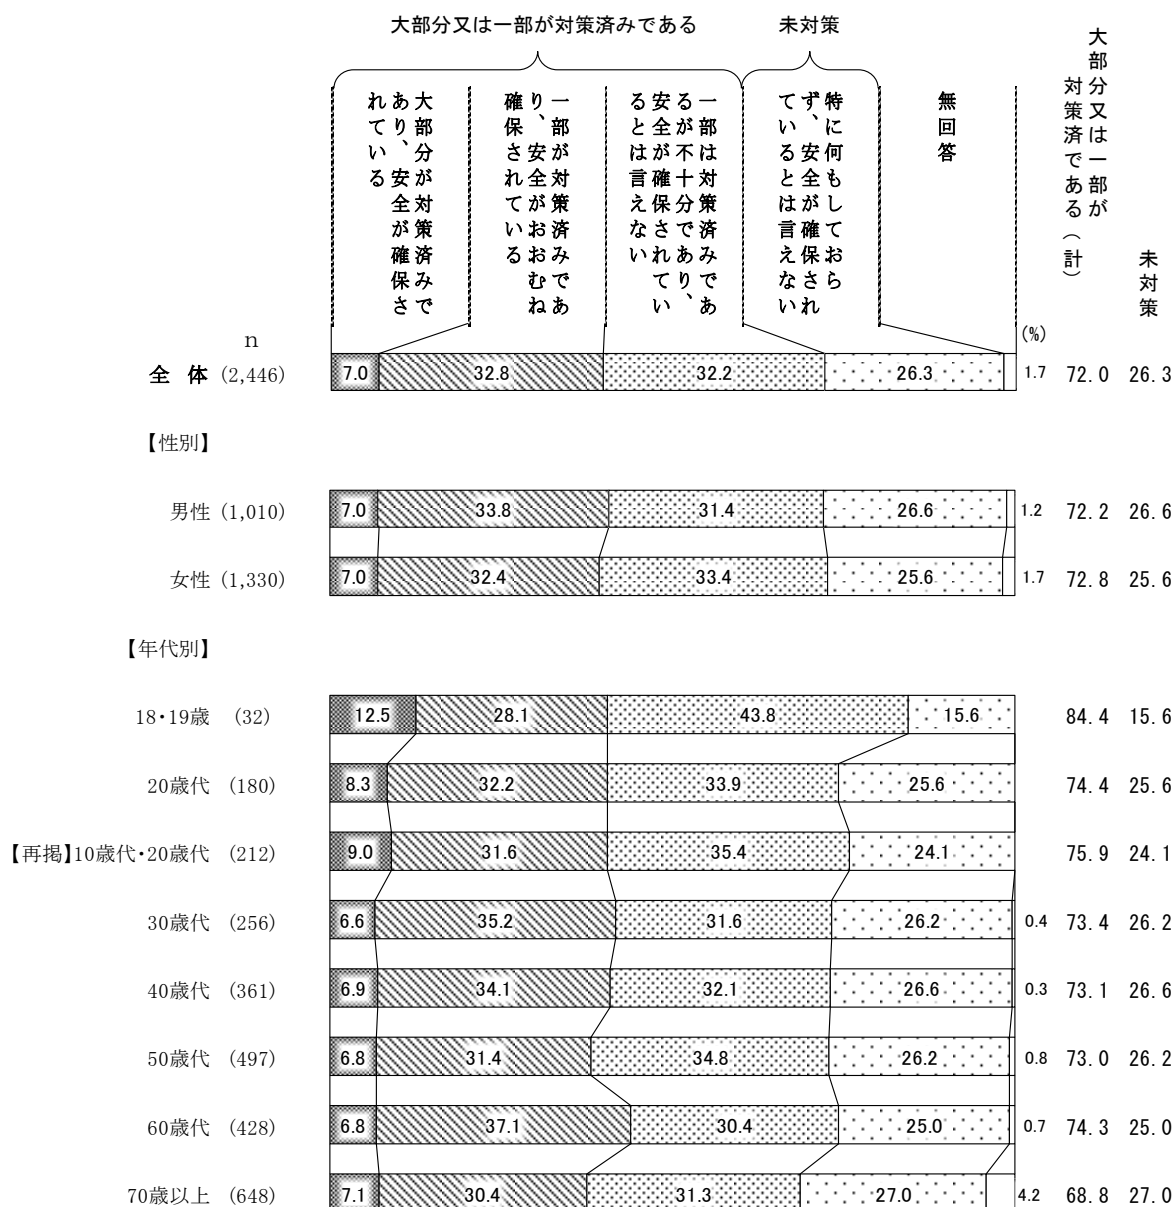 大部分又は一部が対策済みである
未対策
大部分が対策済みで
あり、安全が確保さ
れている
一部が対策済みであ
り、安全がおおむね
確保されている
一部は対策済みであ
るが不十分であり、
安全が確保されてい
るとは言えない
特に何もしておら
ず、安全が確保され
ているとは言えない
無回答
大部分又は一部が
対策済である（計）
未対策
(%)
n
全 体 (2,446) 7.0 32.8 32.2 26.3 1.7 72.0 26.3
【性別】
男性 (1,010) 7.0 33.8 31.4 26.6 1.2 72.2 26.6
女性 (1,330) 7.0 32.4 33.4 25.6 1.7 72.8 25.6
【年代別】
18・19歳 (32) 12.5 28.1 43.8 15.6 84.4 15.6
20歳代 (180) 8.3 32.2 33.9 25.6 74.4 25.6
【再掲】10歳代・20歳代 (212) 9.0 31.6 35.4 24.1 75.9 24.1
30歳代 (256) 6.6 35.2 31.6 26.2 0.4 73.4 26.2
40歳代 (361) 6.9 34.1 32.1 26.6 0.3 73.1 26.6
50歳代 (497) 6.8 31.4 34.8 26.2 0.8 73.0 26.2
60歳代 (428) 6.8 37.1 30.4 25.0 0.7 74.3 25.0
70歳以上 (648) 7.1 30.4 31.3 27.0 4.2 68.8 27.0